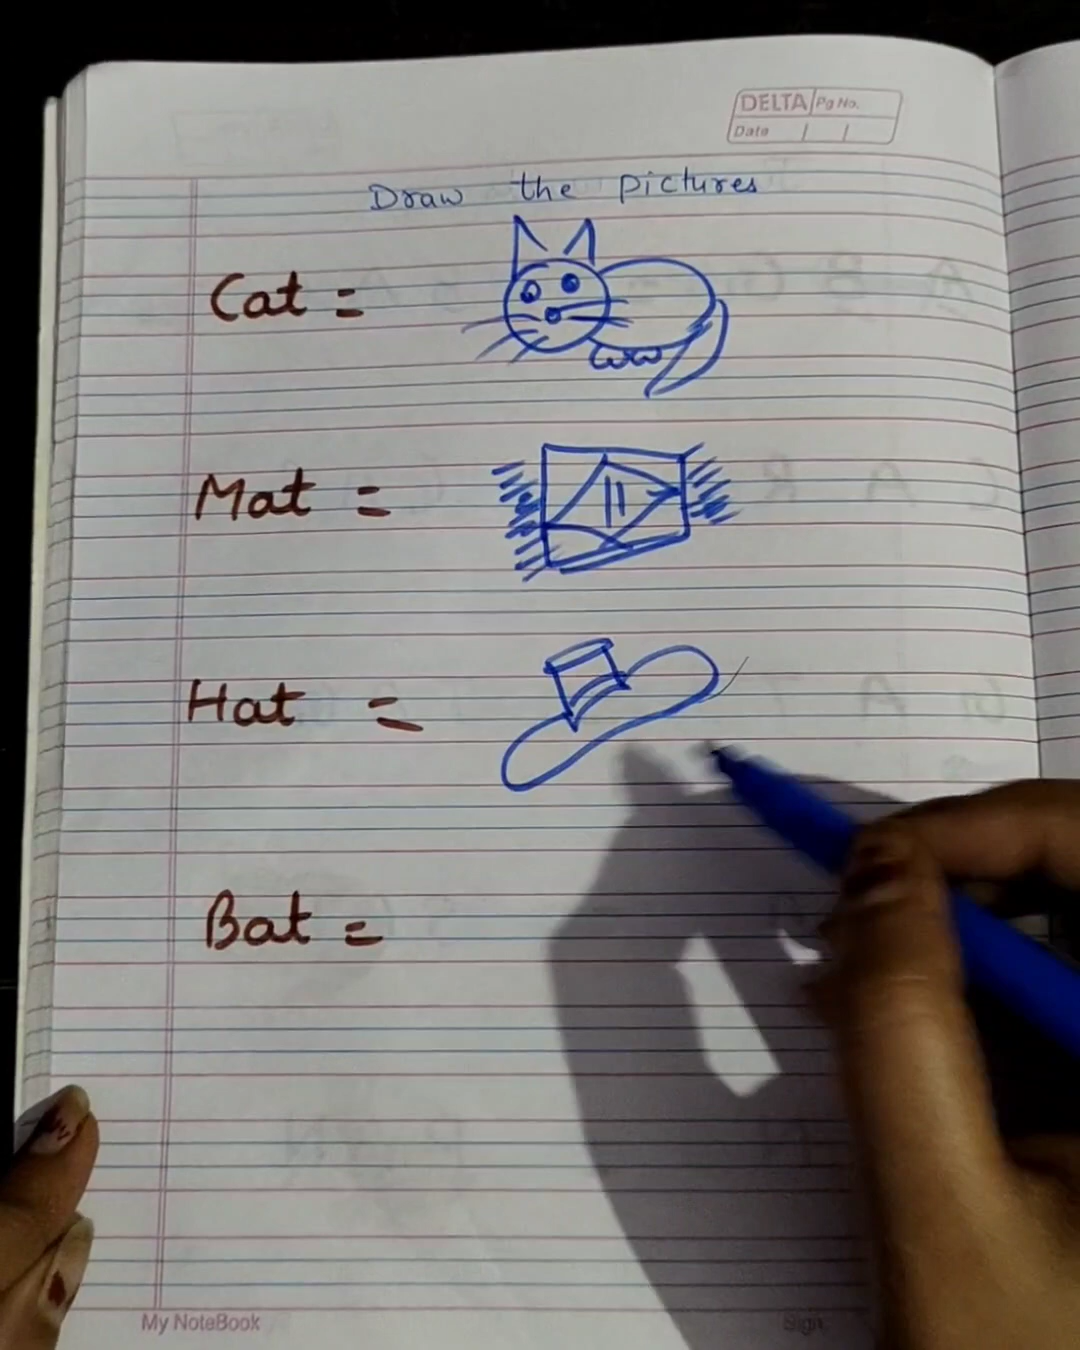 DELTA Pg No.
Date / /
Draw the pictures
Cat =
Mat =
Hat =
Bat =
My NoteBook
Sign